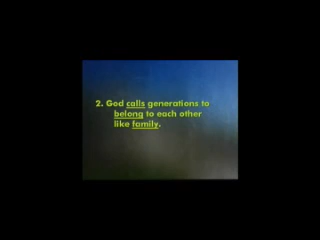 2. God calls generations to
belong to each other
like family.